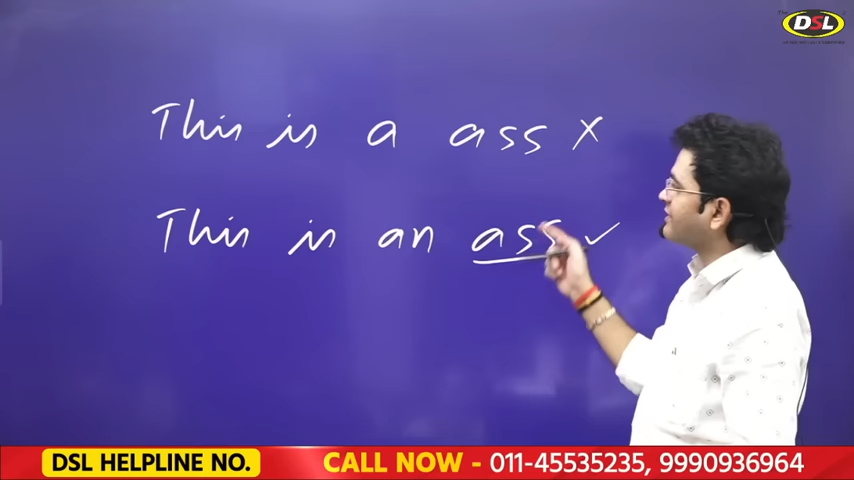 DSL
This is a ass ×
This is an ass ✓
DSL HELPLINE NO. CALL NOW - 011-45535235, 9990936964